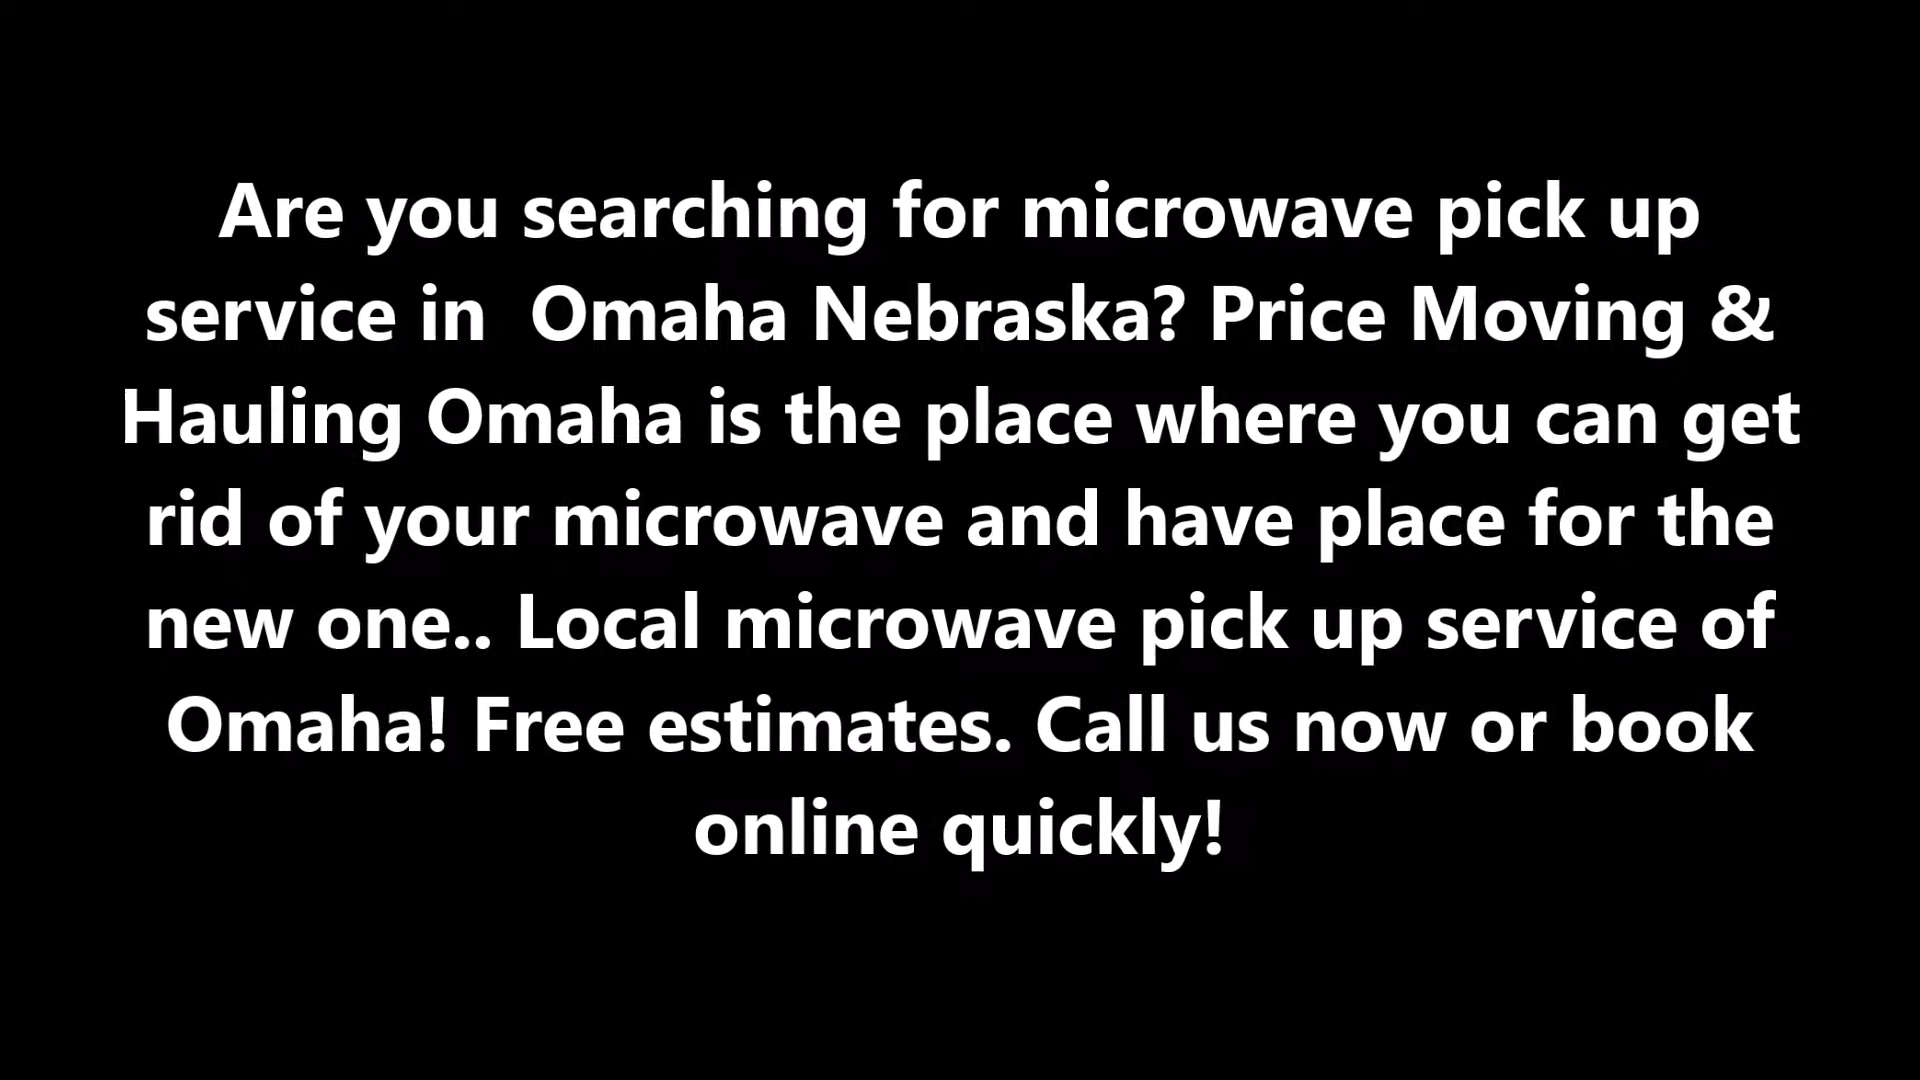 Are you searching for microwave pick up
service in  Omaha Nebraska? Price Moving &
Hauling Omaha is the place where you can get
rid of your microwave and have place for the
new one.. Local microwave pick up service of
Omaha! Free estimates. Call us now or book
online quickly!